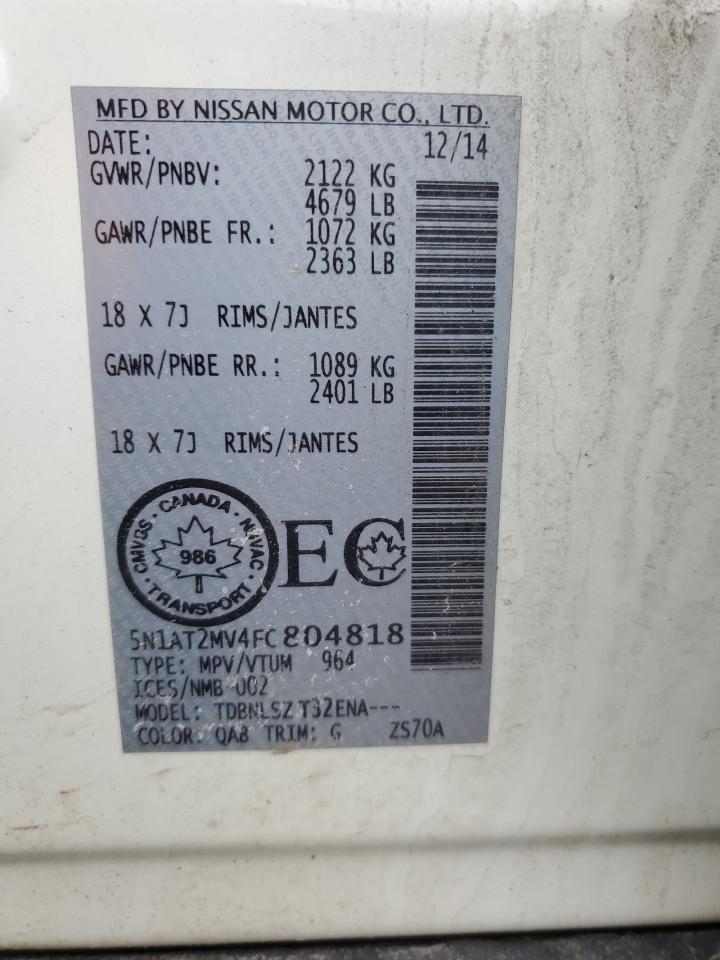 MFD BY NISSAN MOTOR CO., LTD.
DATE: 12/14
GVWR/PNBV: 2122 KG
4679 LB
GAWR/PNBE FR.: 1072 KG
2363 LB
18 X 7J RIMS/JANTES
GAWR/PNBE RR.: 1089 KG
2401 LB
18 X 7J RIMS/JANTES
CMVSS · CANADA · NSVAC · TRANSPORT ·
986
EC
5N1AT2MV4FC804818
TYPE: MPV/VTUM 964
ICES/NMB-002
MODEL: TDBNLSZ T32ENA---
COLOR: QAB TRIM: G ZS70A